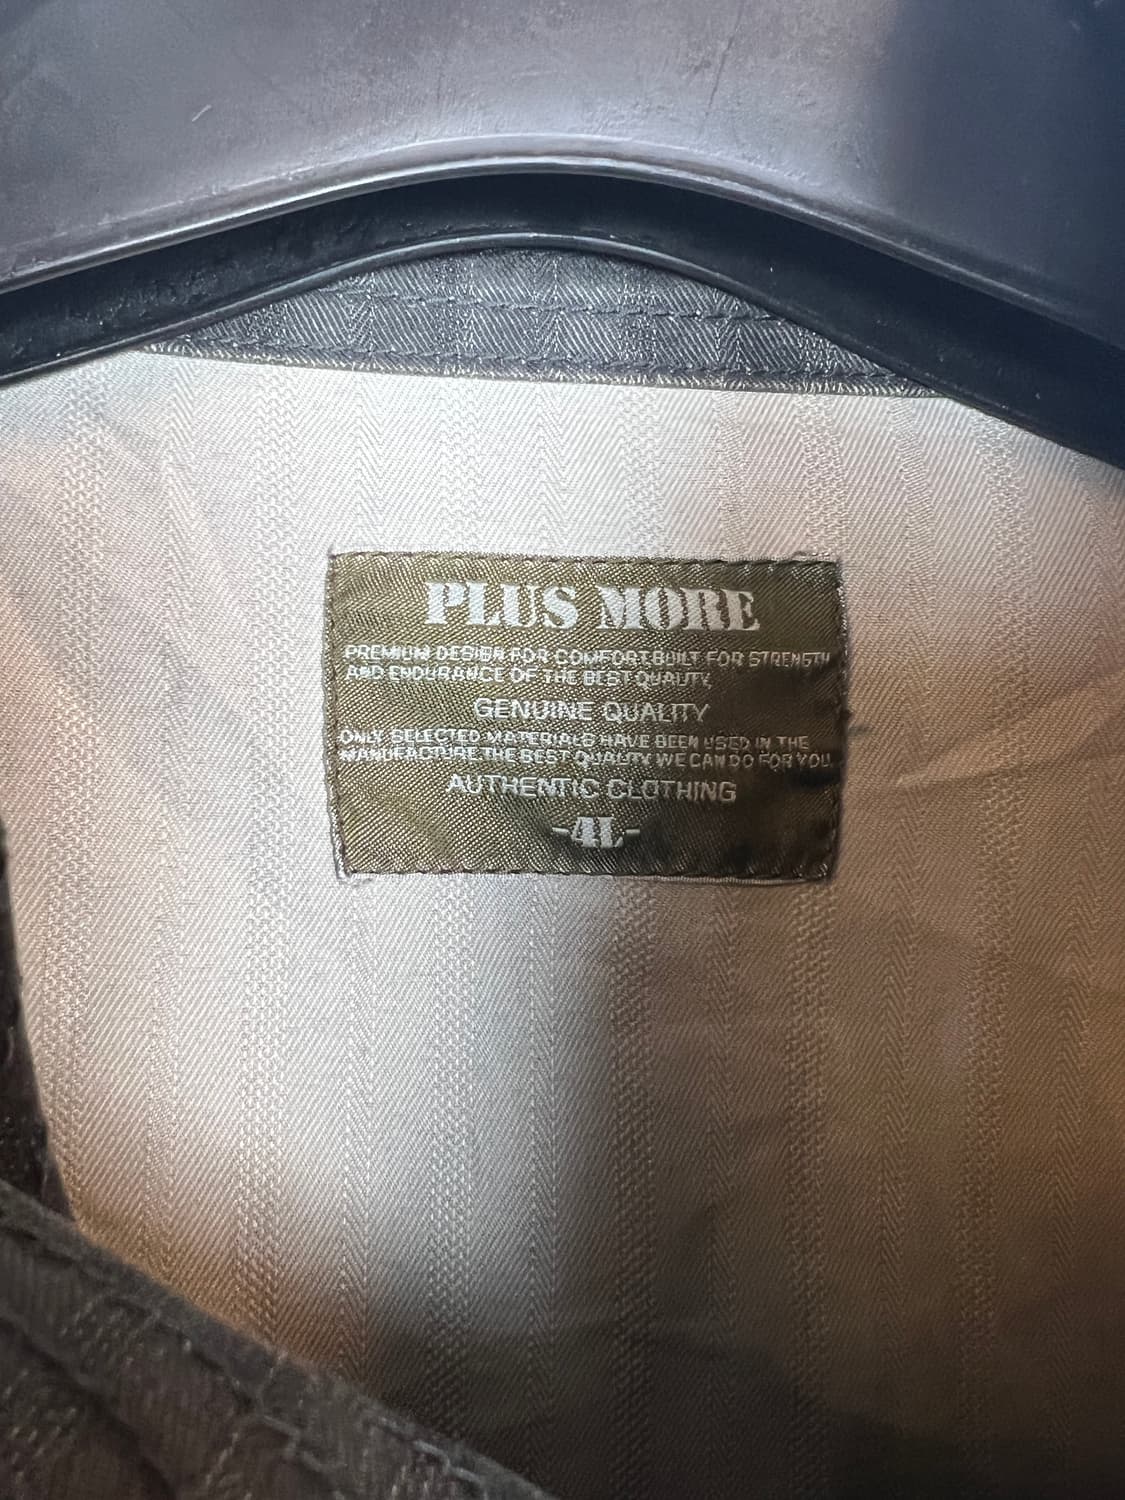 PLUS MORE
PREMIUM DESIGN FOR COMFORT.BUILT FOR STRENGTH
AND ENDURANCE OF THE BEST QUALITY.
GENUINE QUALITY
ONLY SELECTED MATERIALS HAVE BEEN USED IN THE
MANUFACTURE THE BEST QUALITY WE CAN DO FOR YOU.
AUTHENTIC CLOTHING
-4L-